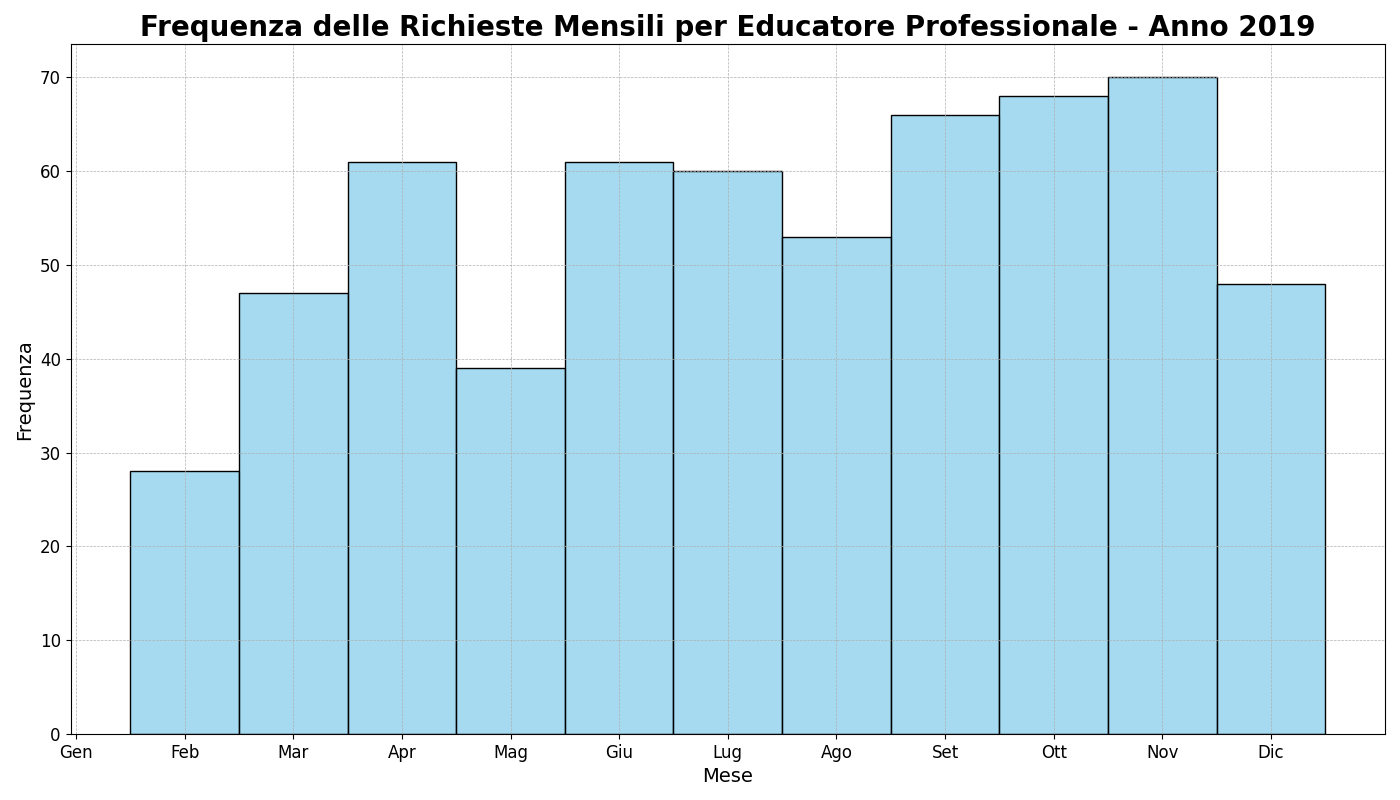 Frequenza delle Richieste Mensili per Educatore Professionale - Anno 2019
Frequenza
70
60
50
40
30
20
10
0
Gen Feb Mar Apr Mag Giu Lug Ago Set Ott Nov Dic
Mese